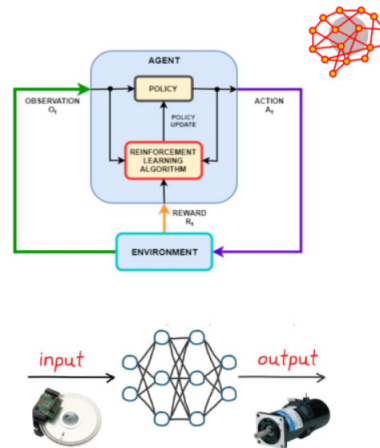 AGENT
OBSERVATION
Ot
POLICY
ACTION
At
POLICY
UPDATE
REINFORCEMENT
LEARNING
ALGORITHM
REWARD
Rt
ENVIRONMENT
input
output